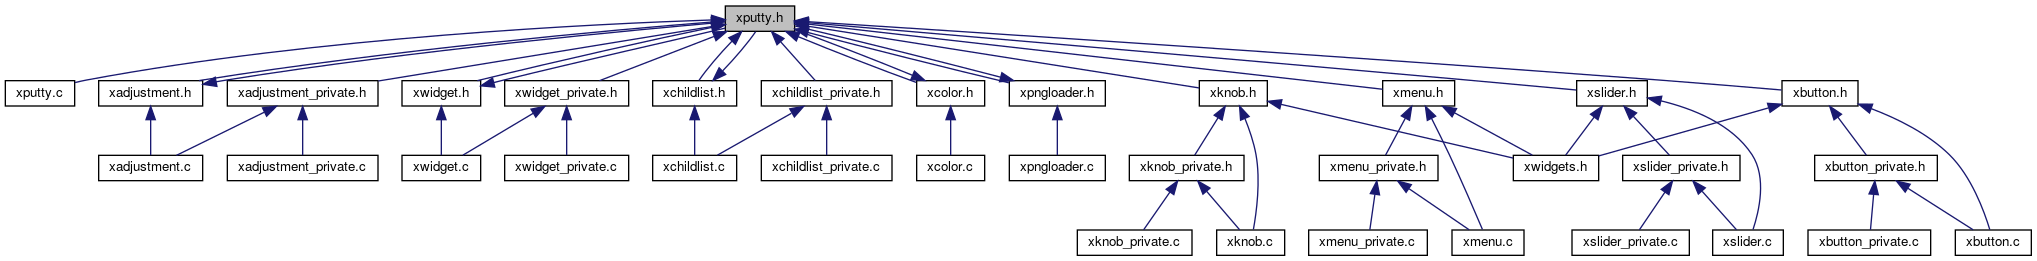 xputty.h
xputty.c
xadjustment.h
xadjustment_private.h
xwidget.h
xwidget_private.h
xchildlist.h
xchildlist_private.h
xcolor.h
xpngloader.h
xknob.h
xmenu.h
xslider.h
xbutton.h
xadjustment.c
xadjustment_private.c
xwidget.c
xwidget_private.c
xchildlist.c
xchildlist_private.c
xcolor.c
xpngloader.c
xknob_private.h
xmenu_private.h
xwidgets.h
xslider_private.h
xbutton_private.h
xknob_private.c
xknob.c
xmenu_private.c
xmenu.c
xslider_private.c
xslider.c
xbutton_private.c
xbutton.c